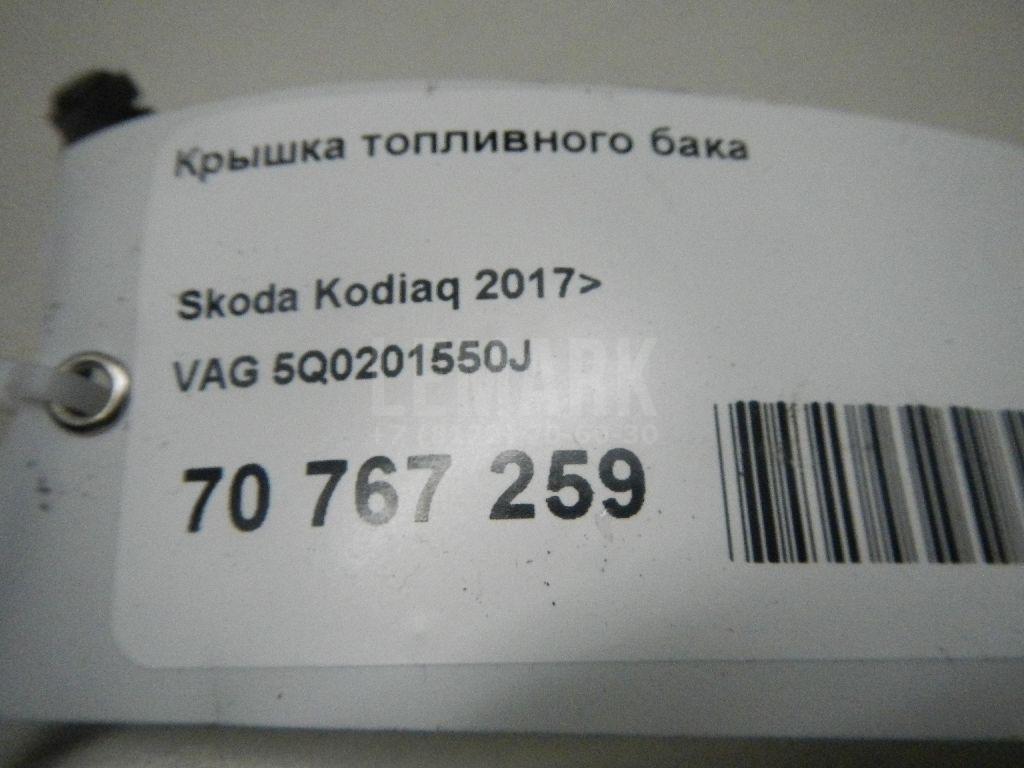 Крышка топливного бака
Skoda Kodiaq 2017>
VAG 5Q0201550J
LEMARK
70 767 259